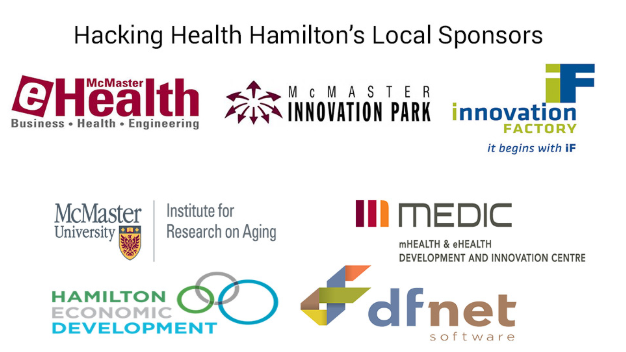 Hacking Health Hamilton's Local Sponsors
McMaster
eHealth
Business • Health • Engineering
McMASTER
INNOVATION PARK
iF
innovation
FACTORY
it begins with iF
McMaster
University
Institute for
Research on Aging
MEDIC
mHEALTH & eHEALTH
DEVELOPMENT AND INNOVATION CENTRE
HAMILTON
ECONOMIC
DEVELOPMENT
dfnet
software